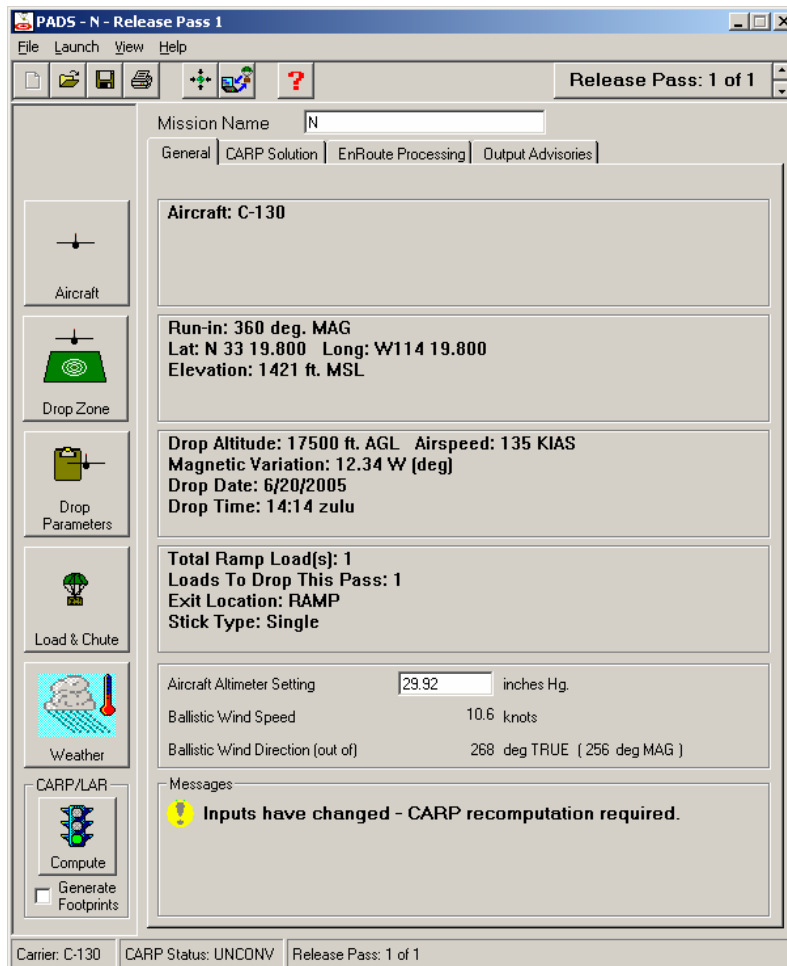 PADS - N - Release Pass 1
File Launch View Help
? Release Pass: 1 of 1
Mission Name N
General CARP Solution EnRoute Processing Output Advisories
Aircraft
Aircraft: C-130
Drop Zone
Run-in: 360 deg. MAG
Lat: N 33 19.800 Long: W114 19.800
Elevation: 1421 ft. MSL
Drop
Parameters
Drop Altitude: 17500 ft. AGL Airspeed: 135 KIAS
Magnetic Variation: 12.34 W (deg)
Drop Date: 6/20/2005
Drop Time: 14:14 zulu
Load & Chute
Total Ramp Load(s): 1
Loads To Drop This Pass: 1
Exit Location: RAMP
Stick Type: Single
Weather
Aircraft Altimeter Setting 29.92 inches Hg.
Ballistic Wind Speed 10.6 knots
Ballistic Wind Direction (out of) 268 deg TRUE ( 256 deg MAG )
CARP/LAR
Compute
Generate
Footprints
Messages
Inputs have changed - CARP recomputation required.
Carrier: C-130 CARP Status: UNCONV Release Pass: 1 of 1